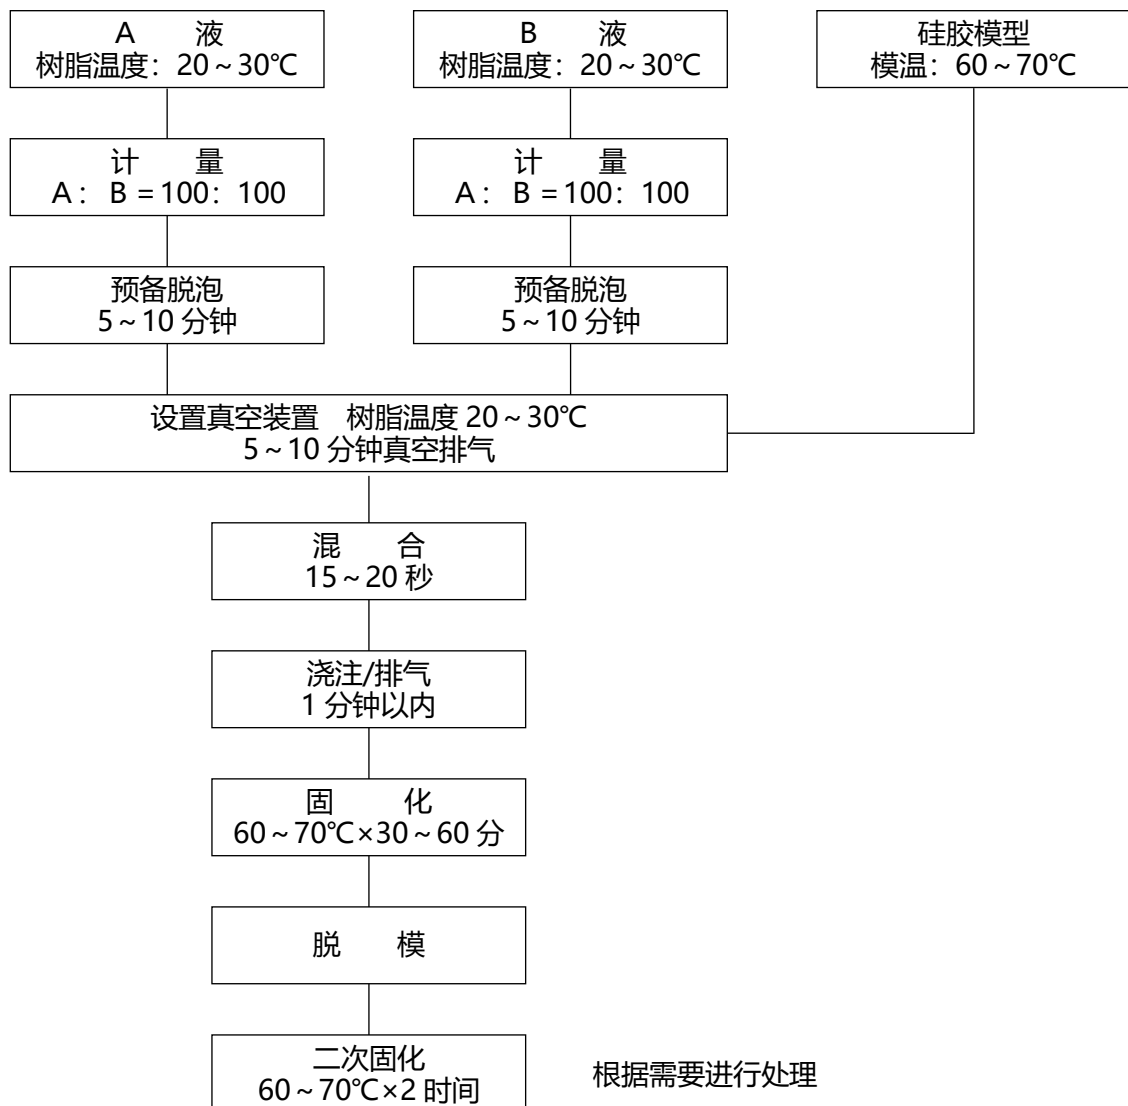 A 液
树脂温度：20～30℃
B 液
树脂温度：20～30℃
硅胶模型
模温：60～70℃
计 量
A： B =100：100
计 量
A： B =100：100
预备脱泡
5～10 分钟
预备脱泡
5～10 分钟
设置真空装置 树脂温度 20～30℃
5～10 分钟真空排气
混 合
15～20 秒
浇注/排气
1 分钟以内
固 化
60～70℃×30～60 分
脱 模
二次固化
60～70℃×2 时间
根据需要进行处理